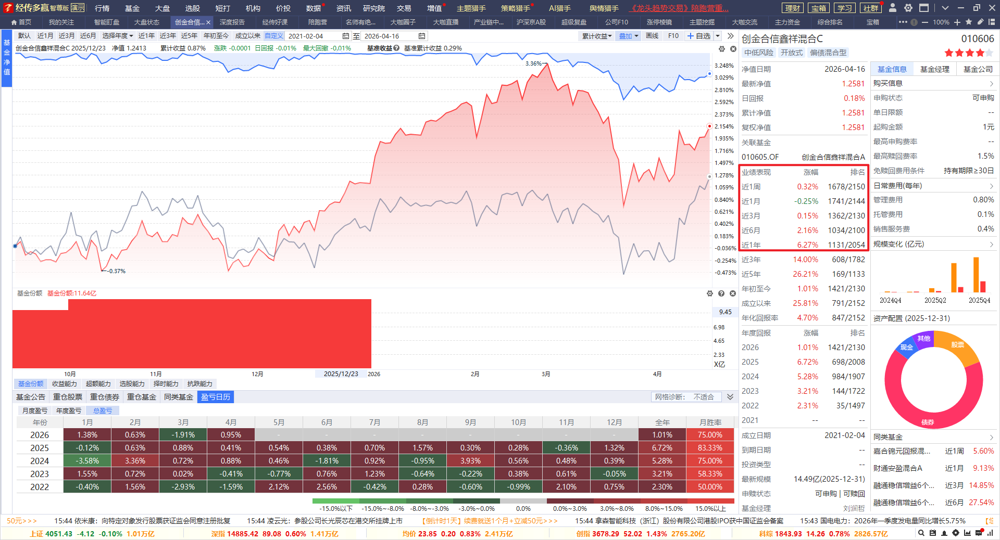 经传多赢 智尊版 演示 行情 基金 大盘 选股 短打 机构 价投 数据 资讯 研究院 交易 增值 主题猎手 策略猎手 AI猎手 舆情猎手 《龙头趋势交易》陪跑营重... 理财 宝箱 学习 社群
首页 我的关注 智能盯盘 大盘状态 创金合信... 深度报告 经传好课 陪跑营 名师有绝... 大咖圈子 大咖直播 产业链中... 沪深京A股 超级复盘 公司F10 涨停棱镜 主题挖掘 大咖交流 主力资金 综合排名 宝箱 100%
基金净值
默认 近1月 近3月 近6月 选择年度 近1年 近3年 近5年 年初至今 成立以来 自定义 2021-02-04 至 2026-04-16 累计收益 叠加 画线 F10 自选
创金合信鑫祥混合C 2025/12/23 净值 1.2413 累计收益 0.87% 涨跌 -0.0001 日回报 -0.01% 最大回撤 -0.01% 基准收益 基准累计收益 0.29%
3.36%
-0.37%
3.248%
3.029%
2.810%
2.592%
2.373%
2.154%
1.935%
1.716%
1.497%
1.278%
1.059%
0.840%
0.621%
0.402%
0.183%
-0.036%
-0.254%
-0.473%
基金份额 基金份额:11.64亿
9.45
6.98
4.65
2.33
X亿
10月 11月 12月 2025/12/23 2026 2月 3月 4月
基金份额 收益能力 超额能力 选股能力 择时能力 抗跌能力
基金公告 重仓股票 重仓债券 重仓基金 同类基金 盈亏日历 网格诊断： 不适合
月度盈亏 年度盈亏 总盈亏
年份 1月 2月 3月 4月 5月 6月 7月 8月 9月 10月 11月 12月 全年 月胜率
2026 1.38% 0.63% -1.91% 0.95% - - - - - - - - 1.01% 75.00%
2025 -0.12% 0.63% 0.88% 0.41% 0.54% 0.38% 0.70% 1.57% 0.30% 0.28% -0.36% 1.32% 6.72% 83.33%
2024 -3.58% 3.36% 0.72% 0.88% 0.46% -1.81% 0.92% -0.95% 3.93% 0.56% 0.48% 0.39% 5.28% 75.00%
2023 1.55% 0.72% 0.02% -0.41% -0.77% 0.76% 1.23% -0.64% -0.22% 0.38% 0.61% -0.05% 3.21% 58.33%
2022 -0.40% 1.56% -2.93% -1.59% 2.12% 2.56% -0.42% 0.28% -0.60% -0.99% 2.10% 0.75% 2.30% 50.00%
-15.0%以下 -15.0%~-8.0% -8.0%~-3.0% -3.0%~0.0% 0.0% 0.0%~3.0% 3.0%~8.0% 8.0%~15.0% 15.0%以上
创金合信鑫祥混合C 010606
中低风险 开放式 偏债混合型
净值日期 2026-04-16
最新净值 1.2581
日回报 0.18%
累计净值 1.2581
复权净值 1.2581
关联基金
010605.OF 创金合信鑫祥混合A
业绩表现 涨幅 排名
近1周 0.32% 1678/2150
近1月 -0.25% 1741/2144
近3月 0.15% 1362/2130
近6月 2.16% 1034/2100
近1年 6.27% 1131/2054
近3年 14.00% 608/1782
近5年 26.21% 169/1133
年初至今 1.01% 1421/2130
成立以来 25.81% 791/2152
年化回报率 4.70% 847/2152
年度回报 涨幅 排名
2026 1.01% 1421/2130
2025 6.72% 698/2008
2024 5.28% 984/1907
2023 3.21% 144/1722
2022 2.31% 35/1497
2021 -- --
成立日期 2021-02-04
到期日期 --
投资类型 --
最新规模 14.49亿(2025-12-31)
申赎状态 可申购 | 可赎回
基金经理 刘润哲
基金信息 基金经理 基金公司
购买信息
申购状态 可申购
单日限额 --
起购金额 1元
最高申购费率 --
最高赎回费率 1.5%
免赎回费用条件 持有期限≥30日
日常费用(每年)
管理费用 0.80%
托管费用 0.1%
销售服务费 0.4%
规模变化 (亿元)
2024Q4 2025Q2 2025Q4
资产配置 (2025-12-31)
其他
现金
股票
债券
同类基金
嘉合锦元回报混... 近1周 5.60%
财通安盈混合A 近1月 9.13%
融通稳信增益6个... 近3月 14.85%
融通稳信增益6个... 近6月 27.54%
50元>>> 15:44 依米康：向特定对象发行股票获证监会同意注册批复 15:44 凌云光：参股公司长光辰芯在港交所挂牌上市 【倒计时1天】续费就送1个月+立减50元>>> 15:44 拿森智能科技（浙江）股份有限公司港股IPO获中国证监会备案 15:43 国电电力：2026年一季度发电量同比增长5.75%
上证 4051.43 -4.12 -0.10% 1.01万亿 深指 14885.42 89.08 0.60% 1.41万亿 均价 23.85 0.20 0.83% 2.41万亿 创指 3678.29 52.02 1.43% 2765.20亿 科综 1843.93 14.26 0.78% 2826.57亿